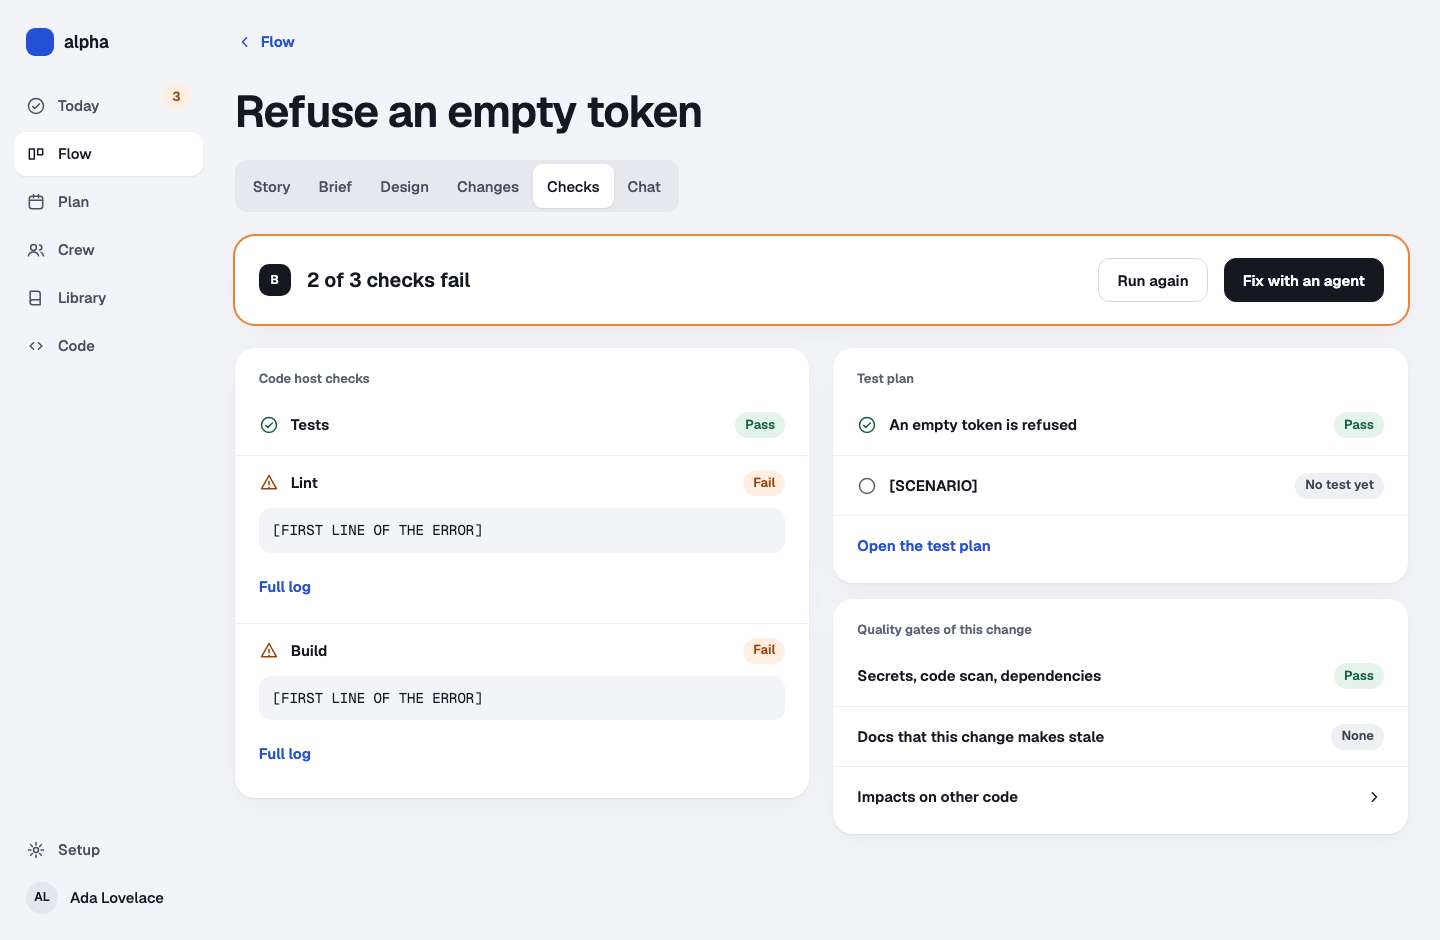 alpha
Today
3
Flow
Plan
Crew
Library
Code
Setup
AL
Ada Lovelace
Flow
Refuse an empty token
Story
Brief
Design
Changes
Checks
Chat
B
2 of 3 checks fail
Run again
Fix with an agent
Code host checks
Tests
Pass
Lint
Fail
[FIRST LINE OF THE ERROR]
Full log
Build
Fail
[FIRST LINE OF THE ERROR]
Full log
Test plan
An empty token is refused
Pass
[SCENARIO]
No test yet
Open the test plan
Quality gates of this change
Secrets, code scan, dependencies
Pass
Docs that this change makes stale
None
Impacts on other code